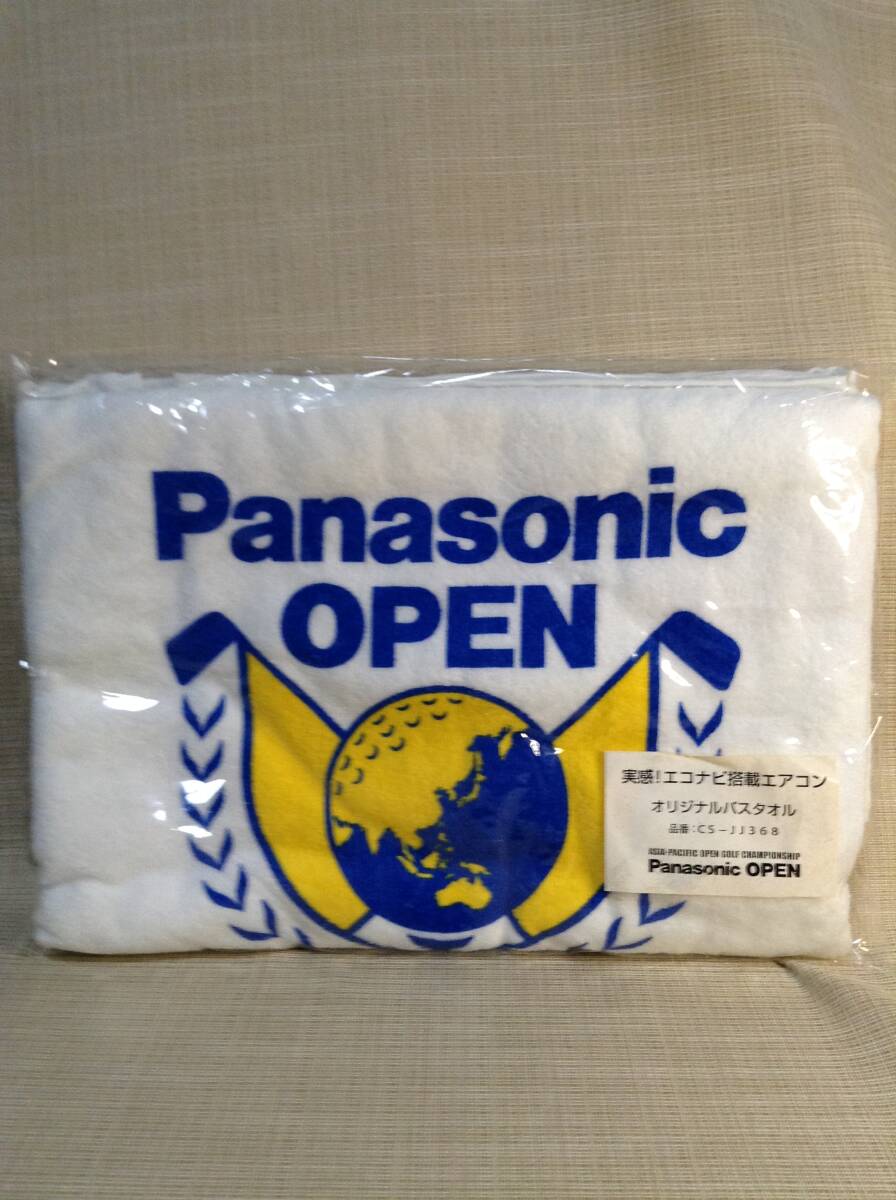 Panasonic
OPEN
実感！エコナビ搭載エアコン
オリジナルバスタオル
品番：ＣＳ－ＪＪ３６８
ASIA-PACIFIC OPEN GOLF CHAMPIONSHIP
Panasonic OPEN